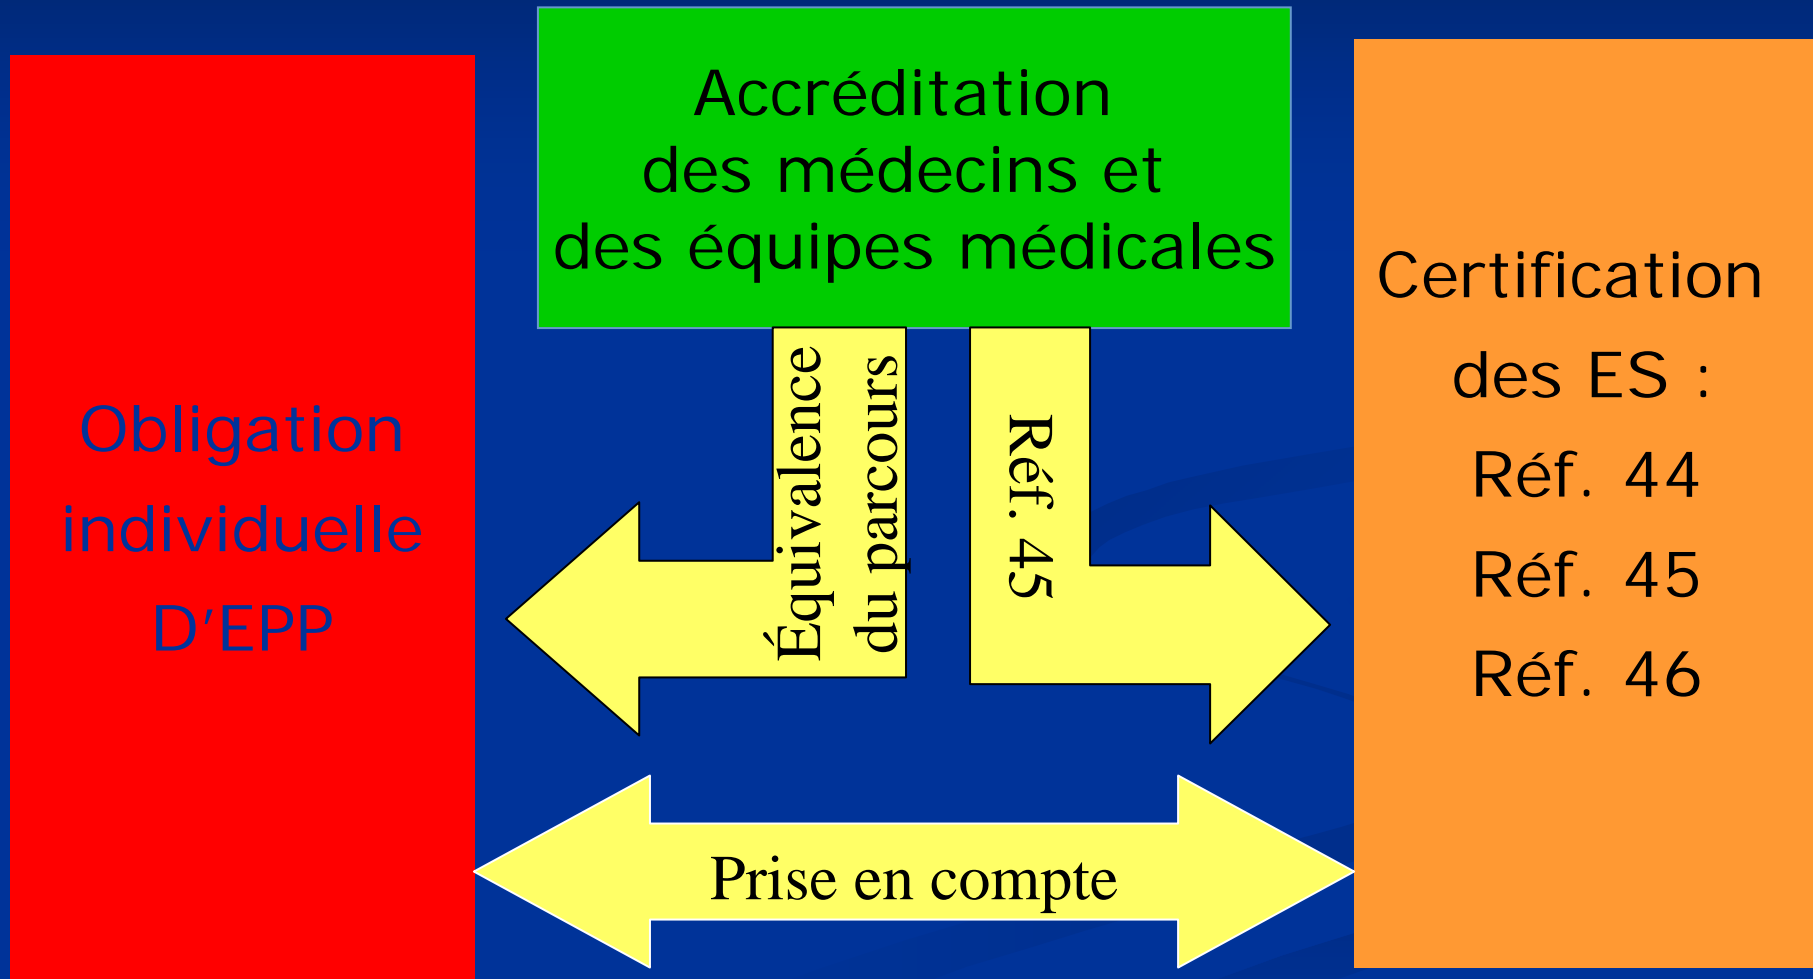 Accréditation
des médecins et
des équipes médicales
Obligation
individuelle
D’EPP
Équivalence
du parcours
Réf. 45
Certification
des ES :
Réf. 44
Réf. 45
Réf. 46
Prise en compte